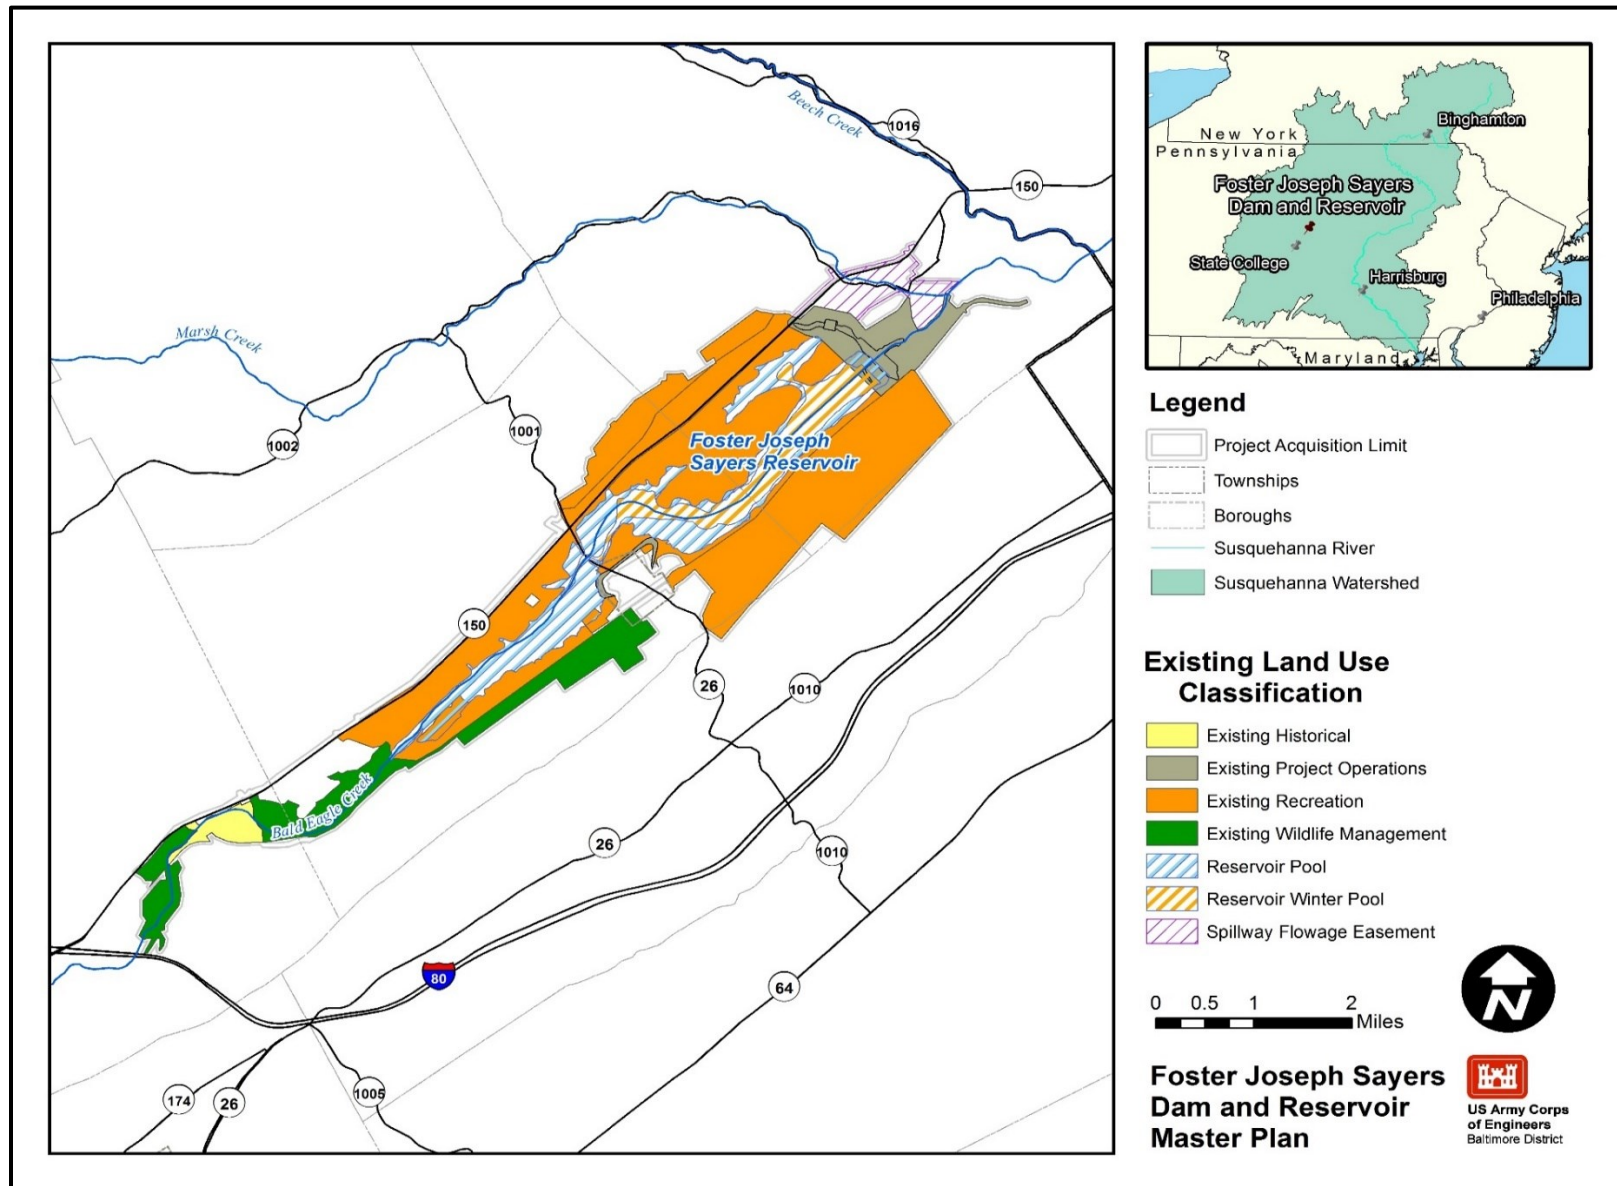 Beech Creek
1016
150
Marsh Creek
1002
1001
Foster Joseph
Sayers Reservoir
150
26
1010
Bald Eagle Creek
26
1010
80
64
174
26
1005
New York
Pennsylvania
Binghamton
Foster Joseph Sayers
Dam and Reservoir
State College
Harrisburg
Philadelphia
Maryland
Legend
Project Acquisition Limit
Townships
Boroughs
Susquehanna River
Susquehanna Watershed
Existing Land Use
Classification
Existing Historical
Existing Project Operations
Existing Recreation
Existing Wildlife Management
Reservoir Pool
Reservoir Winter Pool
Spillway Flowage Easement
0 0.5 1 2
Miles
N
Foster Joseph Sayers
Dam and Reservoir
Master Plan
US Army Corps
of Engineers
Baltimore District